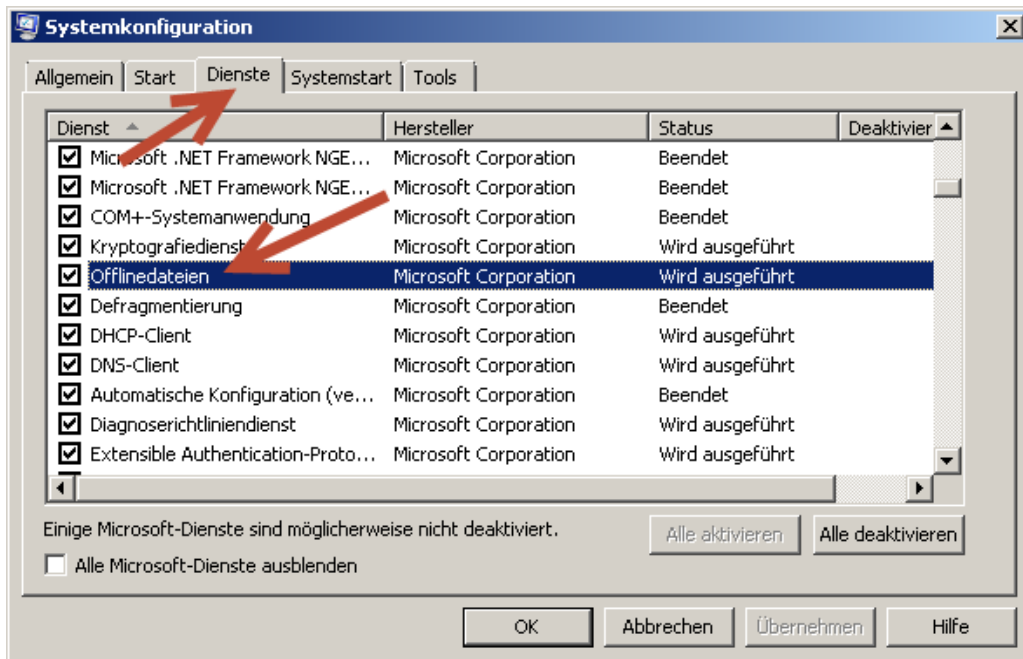 Systemkonfiguration
Allgemein Start Dienste Systemstart Tools
Dienst Hersteller Status Deaktivier
Microsoft .NET Framework NGE... Microsoft Corporation Beendet
Microsoft .NET Framework NGE... Microsoft Corporation Beendet
COM+-Systemanwendung Microsoft Corporation Beendet
Kryptografiedienst Microsoft Corporation Wird ausgeführt
Offlinedateien Microsoft Corporation Wird ausgeführt
Defragmentierung Microsoft Corporation Beendet
DHCP-Client Microsoft Corporation Wird ausgeführt
DNS-Client Microsoft Corporation Wird ausgeführt
Automatische Konfiguration (ve... Microsoft Corporation Beendet
Diagnoserichtliniendienst Microsoft Corporation Wird ausgeführt
Extensible Authentication-Proto... Microsoft Corporation Wird ausgeführt
Einige Microsoft-Dienste sind möglicherweise nicht deaktiviert. Alle aktivieren Alle deaktivieren
Alle Microsoft-Dienste ausblenden
OK Abbrechen Übernehmen Hilfe